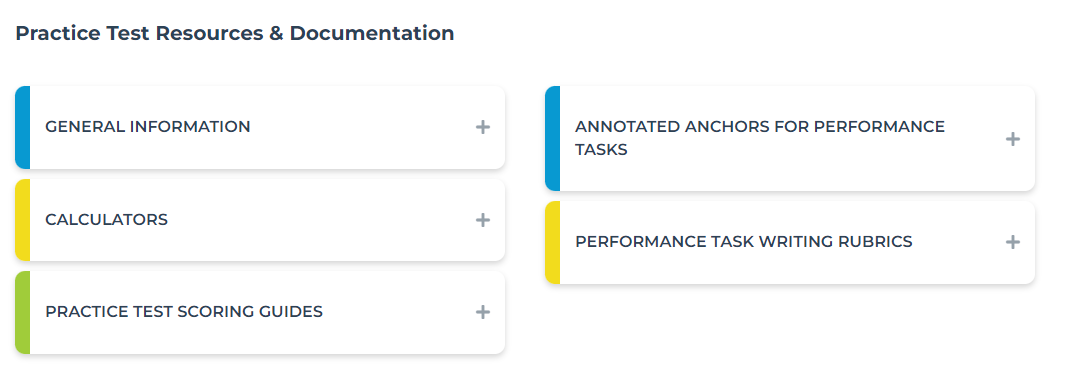 Practice Test Resources & Documentation
GENERAL INFORMATION
CALCULATORS
PRACTICE TEST SCORING GUIDES
ANNOTATED ANCHORS FOR PERFORMANCE
TASKS
PERFORMANCE TASK WRITING RUBRICS